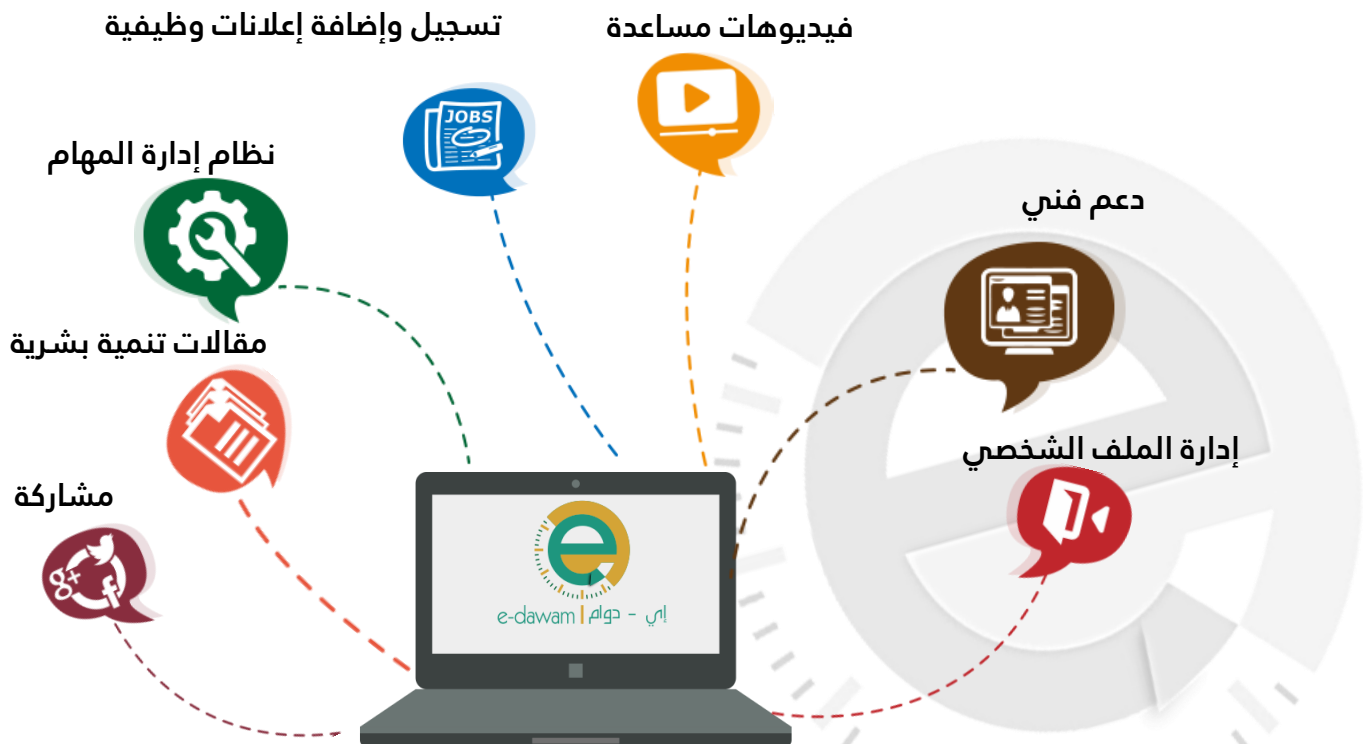 فيديوهات مساعدة
تسجيل وإضافة إعلانات وظيفية
JOBS
نظام إدارة المهام
دعم فني
مقالات تنمية بشرية
إدارة الملف الشخصي
مشاركة
g+
f
e-dawam | إي - دوام